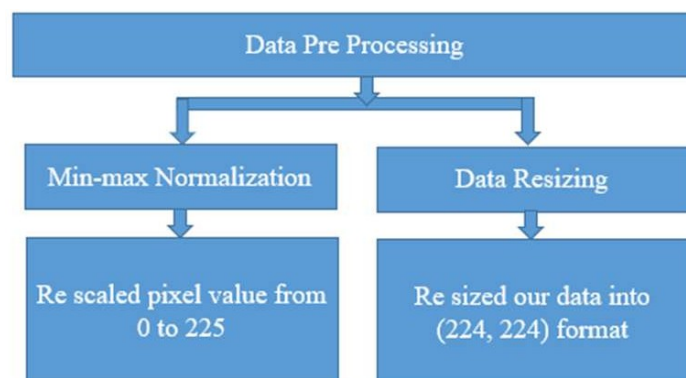 Data Pre Processing
Min-max Normalization
Data Resizing
Re scaled pixel value from
0 to 225
Re sized our data into
(224, 224) format